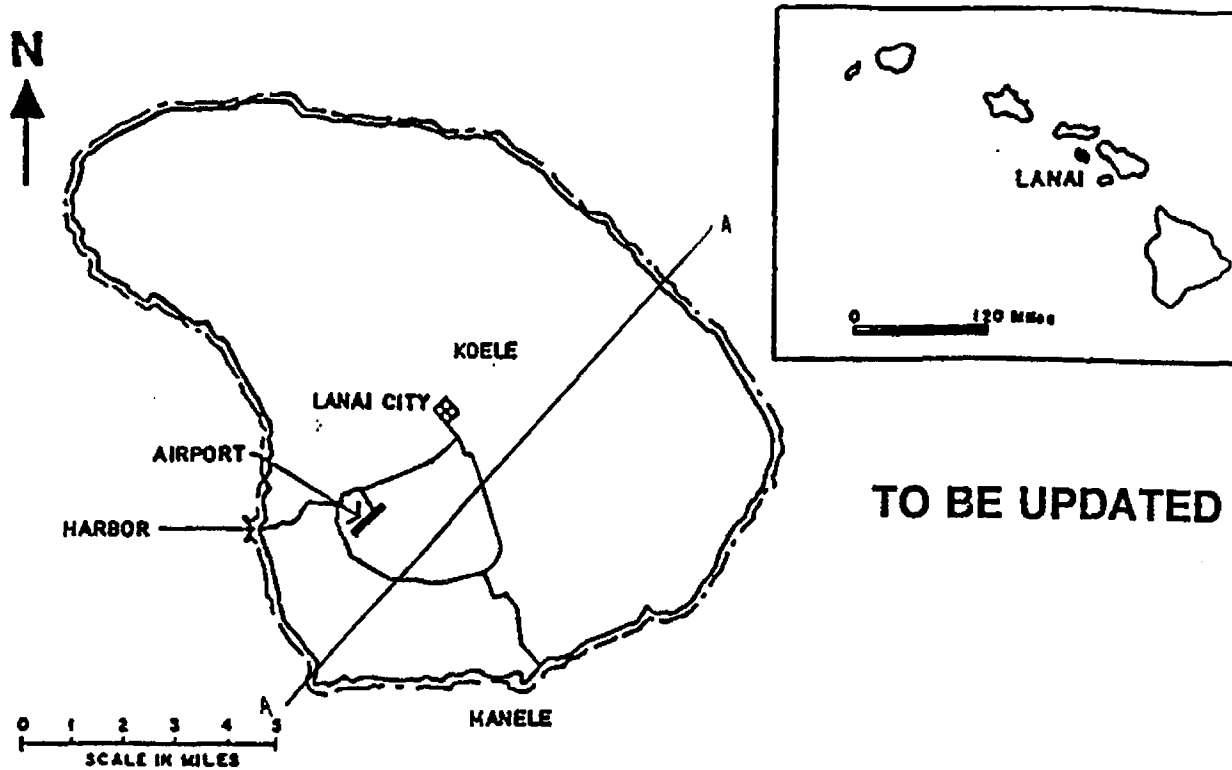 N
A
LANAI
0 120 Miles
KOELE
LANAI CITY
AIRPORT
HARBOR
TO BE UPDATED
A
MANELE
0 1 2 3 4 5
SCALE IN MILES